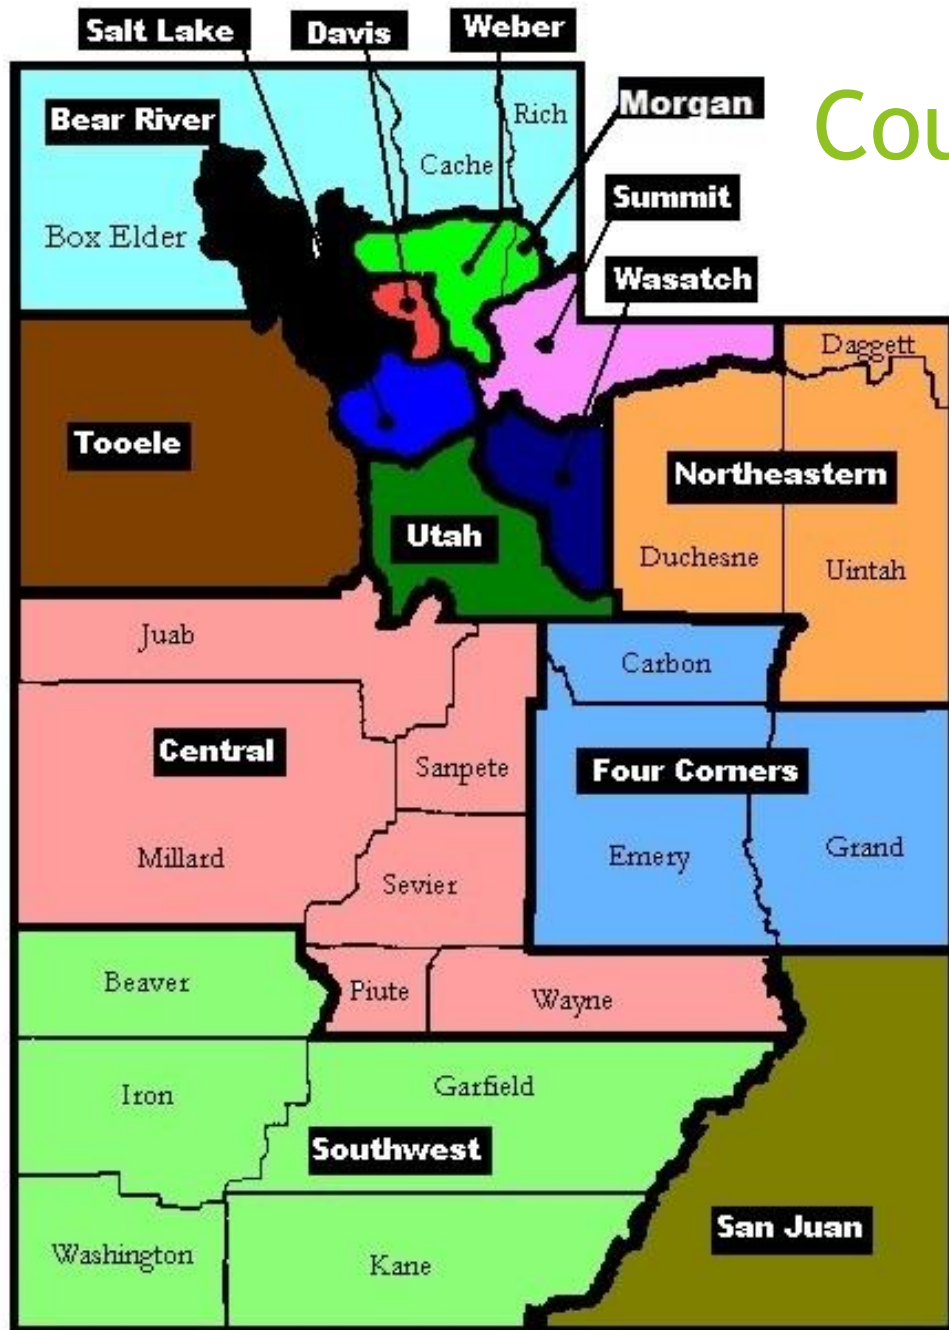 Salt Lake
Davis
Weber
Cou
Bear River
Morgan
Rich
Cache
Summit
Box Elder
Wasatch
Daggett
Tooele
Northeastern
Utah
Duchesne
Uintah
Juab
Carbon
Central
Sanpete
Four Corners
Millard
Emery
Grand
Sevier
Beaver
Piute
Wayne
Iron
Garfield
Southwest
San Juan
Washington
Kane